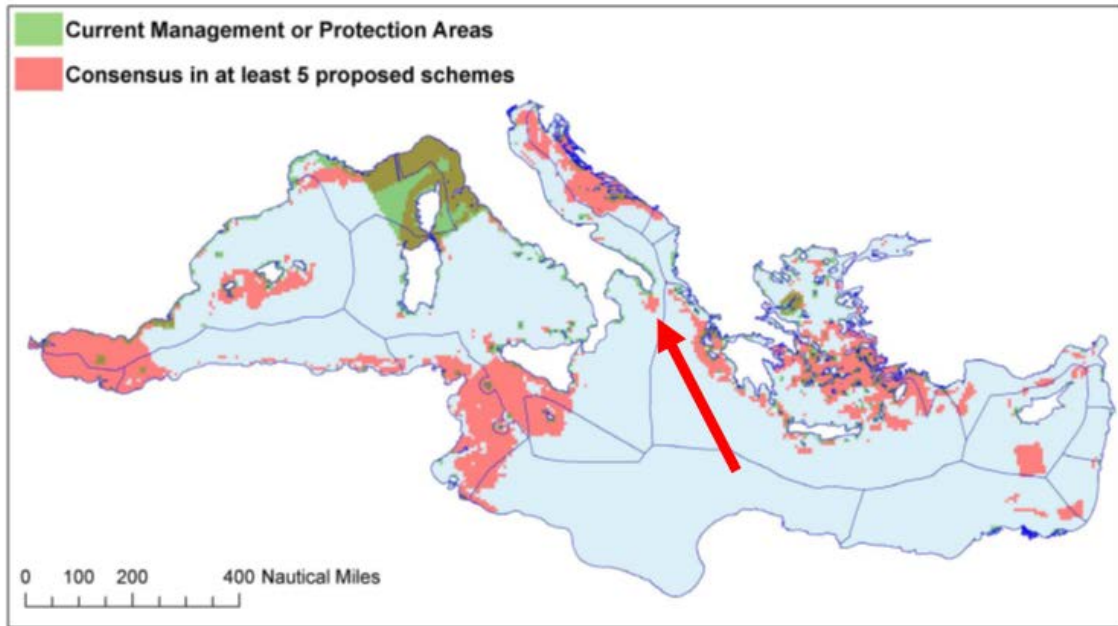 Current Management or Protection Areas
Consensus in at least 5 proposed schemes
0 100 200 400 Nautical Miles